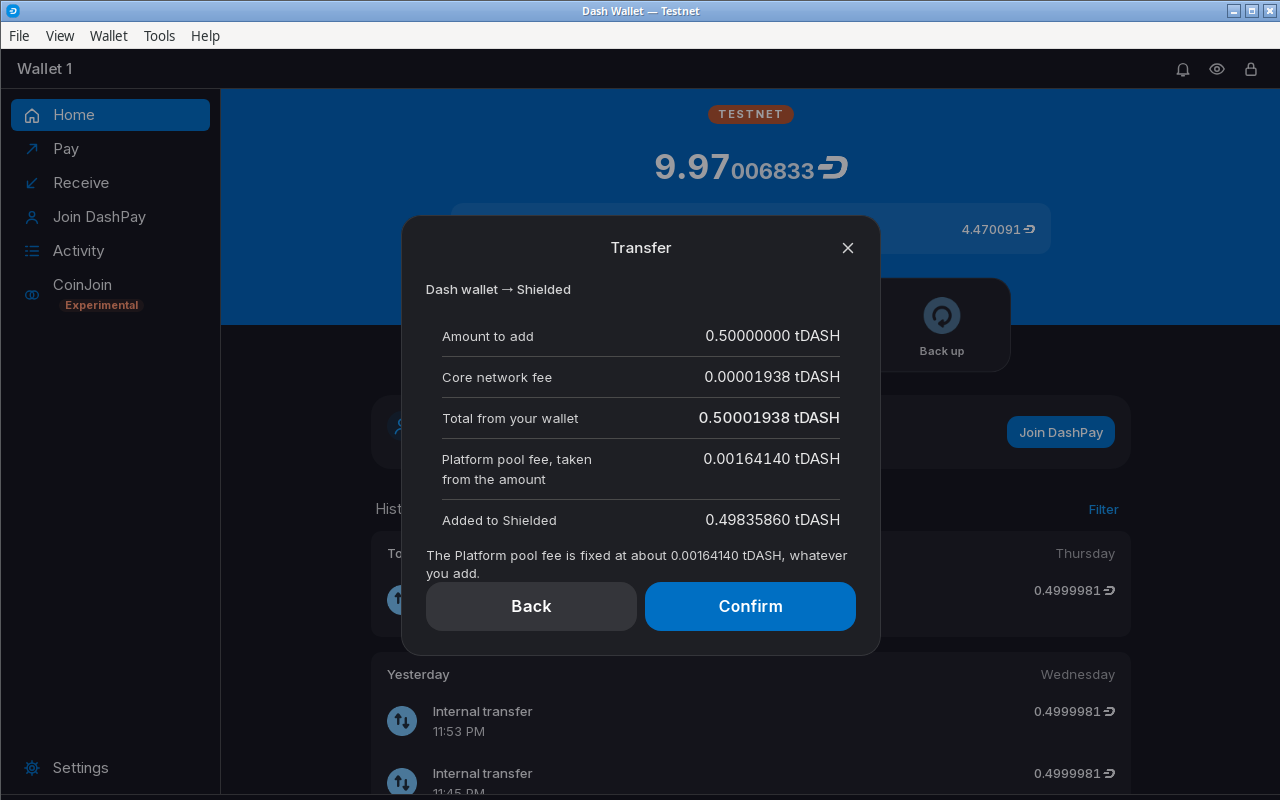 Dash Wallet — Testnet
File View Wallet Tools Help
Wallet 1
Home
Pay
Receive
Join DashPay
Activity
CoinJoin
Experimental
Settings
TESTNET
9.97006833
4.470091
Back up
Join DashPay
Filter
Thursday
0.4999981
Yesterday
Wednesday
Internal transfer
0.4999981
11:53 PM
Internal transfer
0.4999981
11:45 PM
Transfer
Dash wallet → Shielded
Amount to add 0.50000000 tDASH
Core network fee 0.00001938 tDASH
Total from your wallet 0.50001938 tDASH
Platform pool fee, taken 0.00164140 tDASH
from the amount
Added to Shielded 0.49835860 tDASH
The Platform pool fee is fixed at about 0.00164140 tDASH, whatever
you add.
Back Confirm